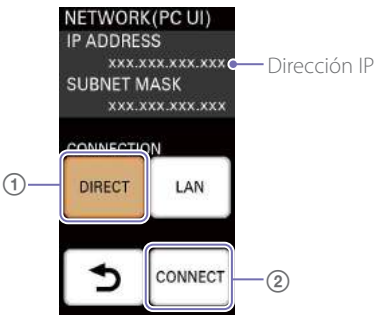 NETWORK(PC UI)
IP ADDRESS
xxx.xxx.xxx.xxx
Dirección IP
SUBNET MASK
xxx.xxx.xxx.xxx
CONNECTION
① DIRECT LAN
CONNECT ②